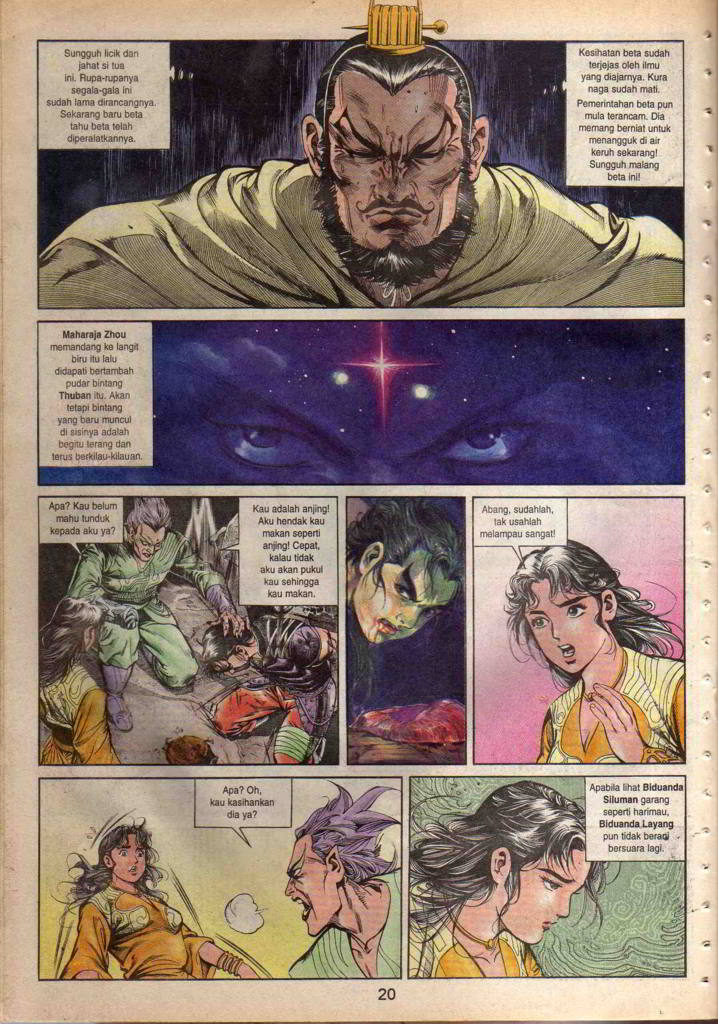 Sungguh licik dan
jahat si tua
ini. Rupa-rupanya
segala-gala ini
sudah lama dirancangnya.
Sekarang baru beta
tahu beta telah
diperalatkannya.
Kesihatan beta sudah
terjejas oleh ilmu
yang diajarnya. Kura
naga sudah mati.
Pemerintahan beta pun
mula terancam. Dia
memang berniat untuk
menangguk di air
keruh sekarang!
Sungguh malang
beta ini!
Maharaja Zhou
memandang ke langit
biru itu lalu
didapati bertambah
pudar bintang
Thuban itu. Akan
tetapi bintang
yang baru muncul
di sisinya adalah
begitu terang dan
terus berkilau-kilauan.
Apa? Kau belum
mahu tunduk
kepada aku ya?
Kau adalah anjing!
Aku hendak kau
makan seperti
anjing! Cepat,
kalau tidak
aku akan pukul
kau sehingga
kau makan.
Abang, sudahlah,
tak usahlah
melampau sangat!
Apa? Oh,
kau kasihankan
dia ya?
Apabila lihat Biduanda
Siluman garang
seperti harimau,
Biduanda Layang
pun tidak berani
bersuara lagi.
20